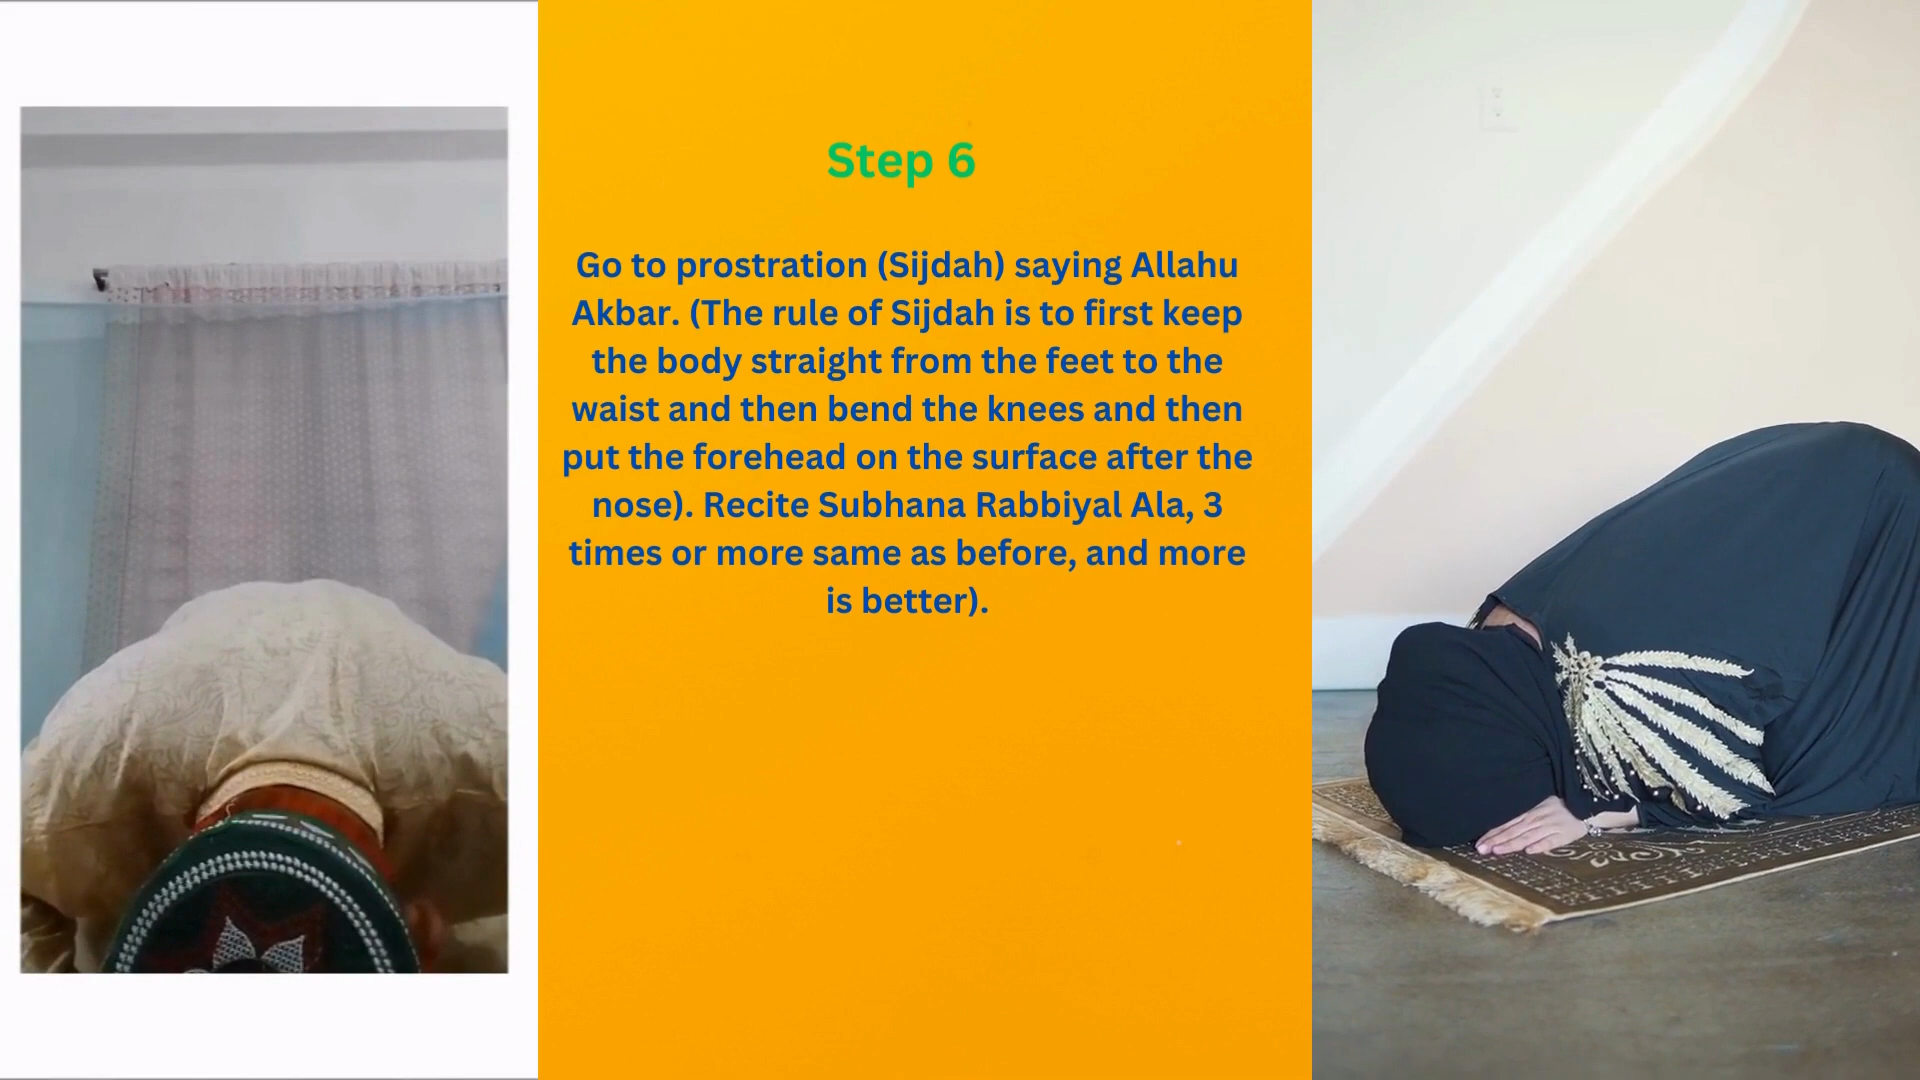 Step 6
Go to prostration (Sijdah) saying Allahu
Akbar. (The rule of Sijdah is to first keep
the body straight from the feet to the
waist and then bend the knees and then
put the forehead on the surface after the
nose). Recite Subhana Rabbiyal Ala, 3
times or more same as before, and more
is better).